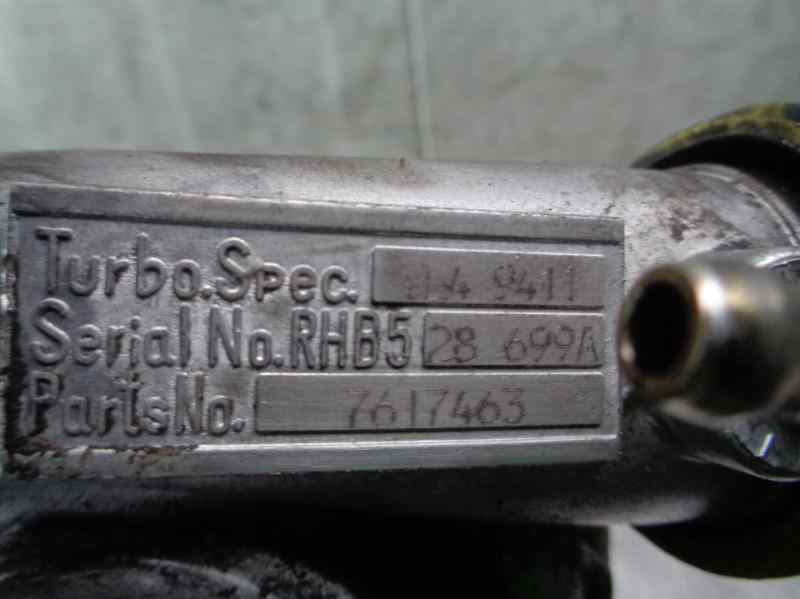 Turbo.Spec. 9411
Serial No.RHB5 28 699A
Parts No. 7617463